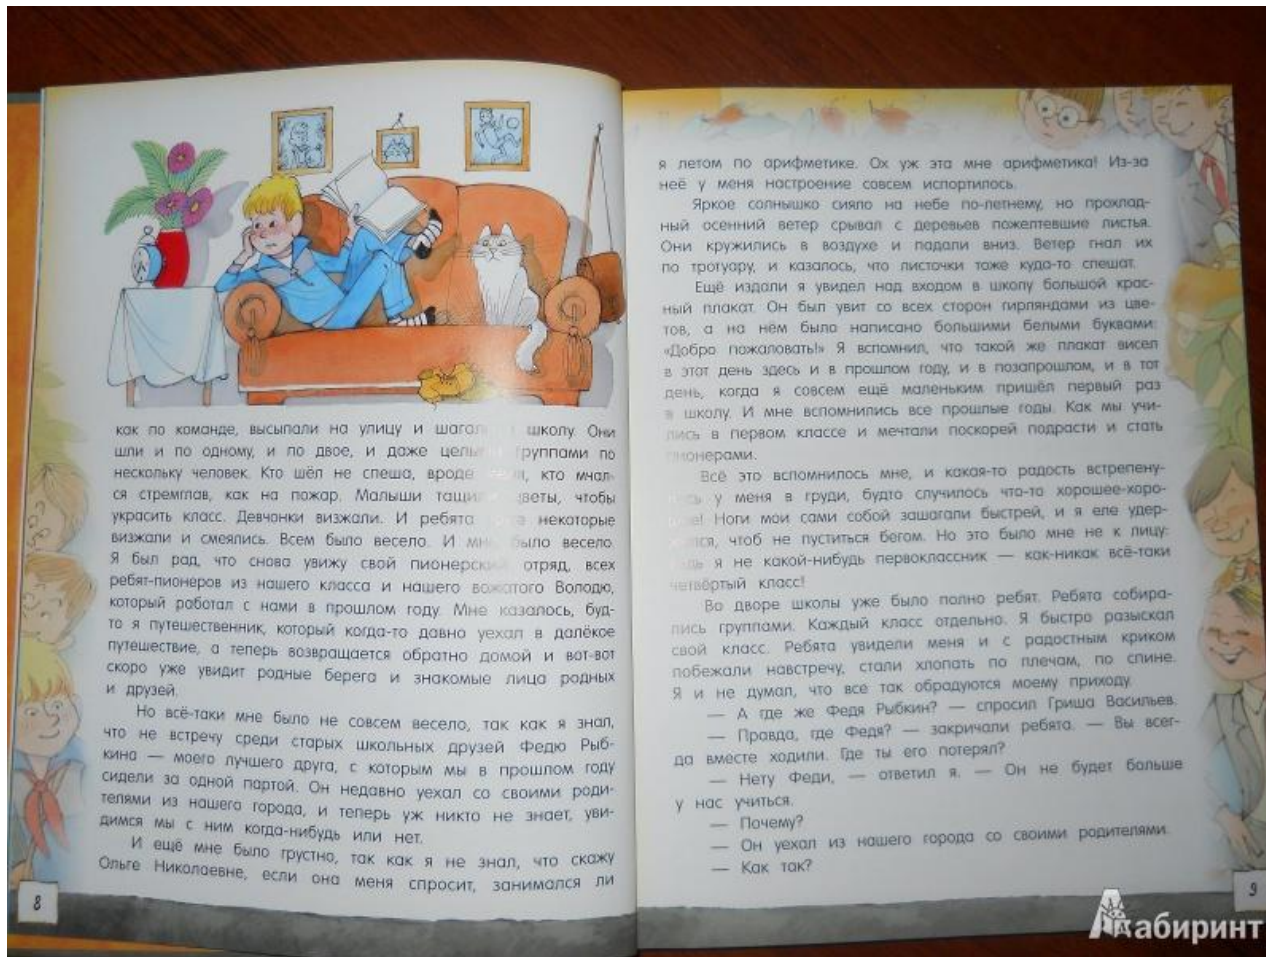 как по команде, высыпали на улицу и школу. Они
шли и по одному, и по двое, и даже группами по
нескольку человек. Кто шёл не спеша, вроде кто мчал-
ся стремглав, как на пожар. Малыши чтобы
украсить класс. Девчонки визжали. И ребята некоторые
визжали и смеялись. Всем было весело. И было весело.
Я был рад, что снова увижу свой пионерский отряд, всех
ребят-пионеров из нашего класса и нашего вожатого Володю,
который работал с нами в прошлом году. Мне казалось, буд-
то я путешественник, который когда-то давно уехал в далёкое
путешествие, а теперь возвращается обратно домой и вот-вот
скоро уже увидит родные берега и знакомые лица родных
и друзей.
Но всё-таки мне было не совсем весело, так как я знал,
что не встречу среди старых школьных друзей Федю Рыб-
кина — моего лучшего друга, с которым мы в прошлом году
сидели за одной партой. Он недавно уехал со своими роди-
телями из нашего города, и теперь уж никто не знает, уви-
димся мы с ним когда-нибудь или нет.
И ещё мне было грустно, так как я не знал, что скажу
Ольге Николаевне, если она меня спросит, занимался ли
8
я летом по арифметике. Ох уж эта мне арифметика! Из-за
неё у меня настроение совсем испортилось.
Яркое солнышко сияло на небе по-летнему, но прохлад-
ный осенний ветер срывал с деревьев пожелтевшие листья.
Они кружились в воздухе и падали вниз. Ветер гнал их
по тротуару, и казалось, что листочки тоже куда-то спешат.
Ещё издали я увидел над входом в школу большой крас-
ный плакат. Он был увит со всех сторон гирляндами из цве-
тов, а на нём было написано большими белыми буквами:
«Добро пожаловать!» Я вспомнил, что такой же плакат висел
в этот день здесь и в прошлом году, и в позапрошлом, и в тот
день, когда я совсем ещё маленьким пришёл первый раз
в школу. И мне вспомнились все прошлые годы. Как мы учи-
лись в первом классе и мечтали поскорей подрасти и стать
пионерами.
Всё это вспомнилось мне, и какая-то радость встрепену-
у меня в груди, будто случилось что-то хорошее-хоро-
Ноги мои сами собой зашагали быстрей, и я еле удер-
чтоб не пуститься бегом. Но это было мне не к лицу:
я не какой-нибудь первоклассник — как-никак всё-таки
четвёртый класс!
Во дворе школы уже было полно ребят. Ребята собира-
лись группами. Каждый класс отдельно. Я быстро разыскал
свой класс. Ребята увидели меня и с радостным криком
побежали навстречу, стали хлопать по плечам, по спине.
Я и не думал, что все так обрадуются моему приходу.
— А где же Федя Рыбкин? — спросил Гриша Васильев.
— Правда, где Федя? — закричали ребята. — Вы всег-
да вместе ходили. Где ты его потерял?
— Нету Феди, — ответил я. — Он не будет больше
у нас учиться.
— Почему?
— Он уехал из нашего города со своими родителями.
— Как так?
9
Лабиринт